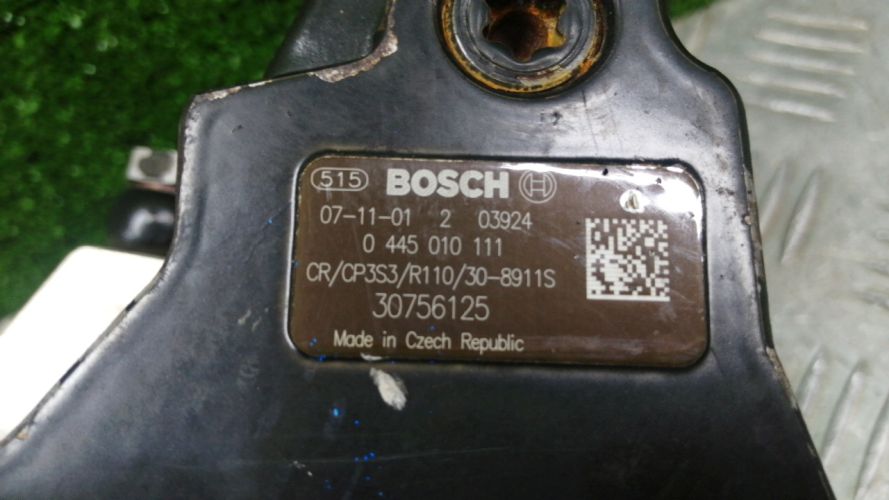 515 BOSCH
07-11-01 2 03924
0 445 010 111
CR/CP3S3/R110/30-8911S
30756125
Made in Czech Republic